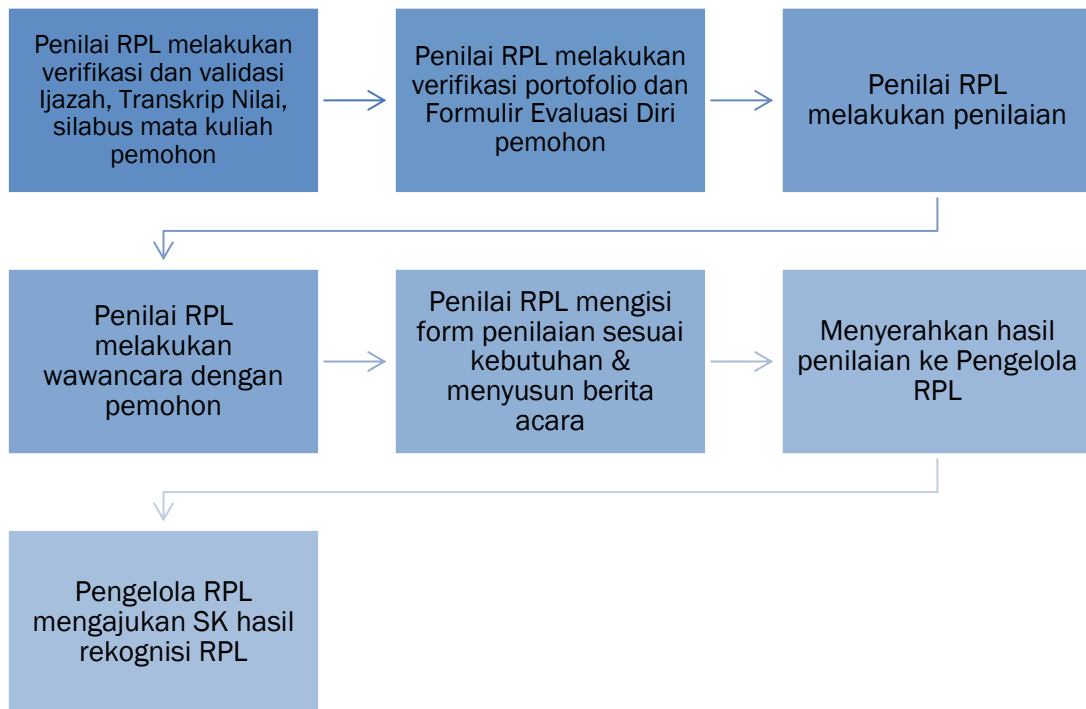 Penilai RPL melakukan
verifikasi dan validasi
Ijazah, Transkrip Nilai,
silabus mata kuliah
pemohon
Penilai RPL melakukan
verifikasi portofolio dan
Formulir Evaluasi Diri
pemohon
Penilai RPL
melakukan penilaian
Penilai RPL
melakukan
wawancara dengan
pemohon
Penilai RPL mengisi
form penilaian sesuai
kebutuhan &
menyusun berita
acara
Menyerahkan hasil
penilaian ke Pengelola
RPL
Pengelola RPL
mengajukan SK hasil
rekognisi RPL